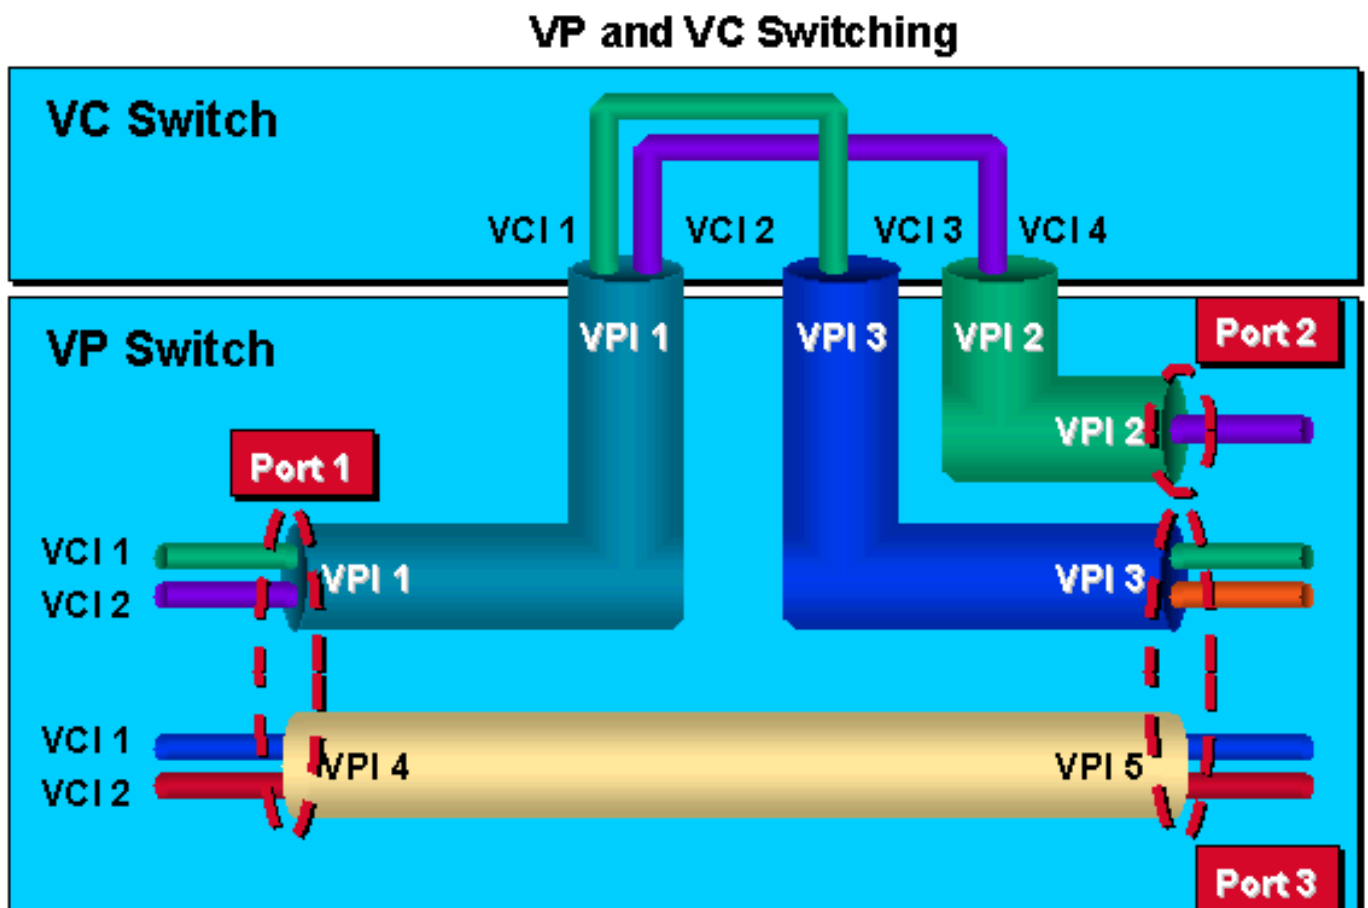 VP and VC Switching
VC Switch
VCI 1
VCI 2
VCI 3
VCI 4
VP Switch
VPI 1
VPI 3
VPI 2
Port 2
VPI 2
Port 1
VCI 1
VCI 2
VPI 1
VPI 3
VCI 1
VCI 2
VPI 4
VPI 5
Port 3